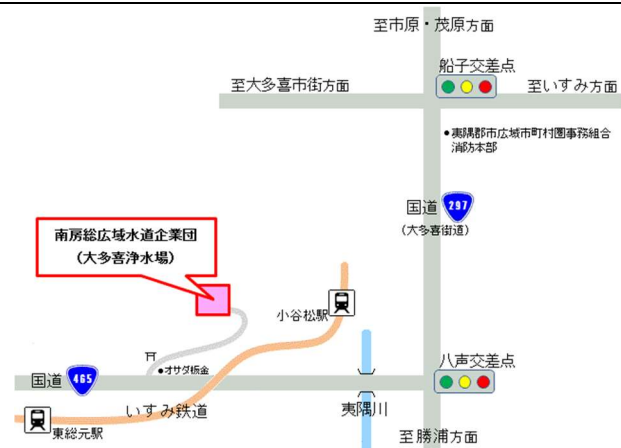 至市原・茂原方面
船子交差点
至大多喜市街方面
至いすみ方面
●夷隅郡市広域市町村圏事務組合
消防本部
国道 297
(大多喜街道)
南房総広域水道企業団
(大多喜浄水場)
小谷松駅
●オサダ板金
国道 465
八声交差点
いすみ鉄道
夷隅川
東総元駅
至勝浦方面